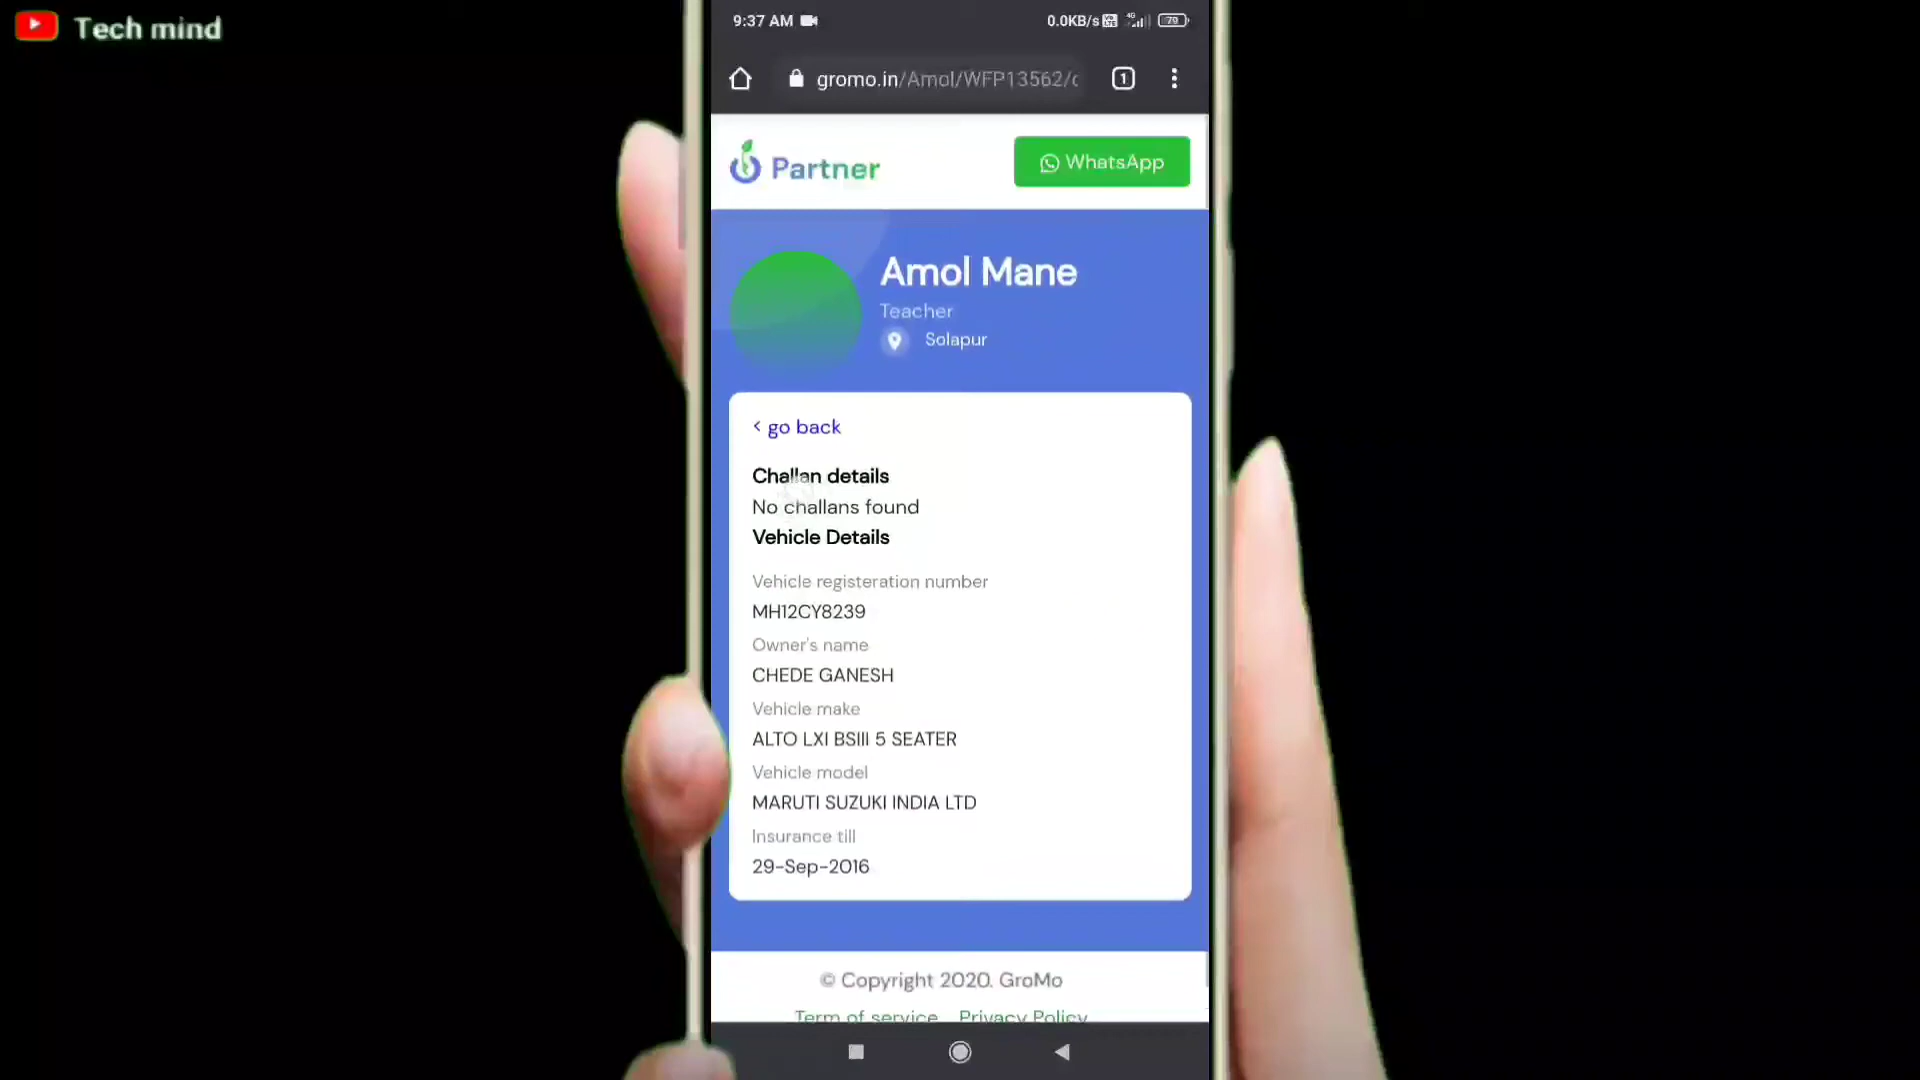 Tech mind
9:37 AM
0.0KB/s 4G 79
gromo.in/Amol/WFP13562/c
1
Partner
WhatsApp
Amol Mane
Teacher
Solapur
< go back
Challan details
No challans found
Vehicle Details
Vehicle registeration number
MH12CY8239
Owner's name
CHEDE GANESH
Vehicle make
ALTO LXI BSIII 5 SEATER
Vehicle model
MARUTI SUZUKI INDIA LTD
Insurance till
29-Sep-2016
© Copyright 2020. GroMo
Term of service Privacy Policy